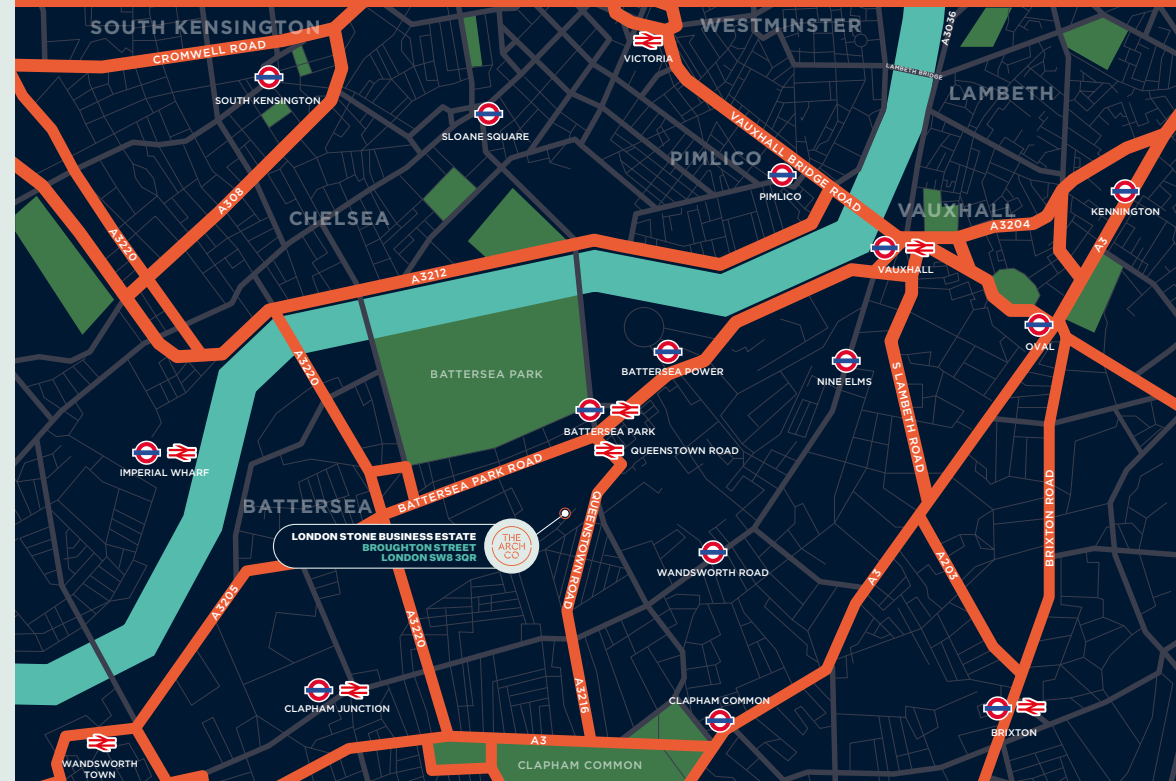 SOUTH KENSINGTON
WESTMINSTER
A3036
CROMWELL ROAD
VICTORIA
LAMBETH BRIDGE
SOUTH KENSINGTON
LAMBETH
SLOANE SQUARE
VAUXHALL BRIDGE ROAD
PIMLICO
PIMLICO
A308
CHELSEA
VAUXHALL
KENNINGTON
A3204
A3220
A3
A3212
VAUXHALL
OVAL
A3220
BATTERSEA PARK
BATTERSEA POWER
NINE ELMS
S LAMBETH ROAD
BATTERSEA PARK
QUEENSTOWN ROAD
IMPERIAL WHARF
BATTERSEA PARK ROAD
BATTERSEA
LONDON STONE BUSINESS ESTATE
BROUGHTON STREET
LONDON SW8 3QR
THE
ARCH
CO
QUEENSTOWN ROAD
BRIXTON ROAD
WANDSWORTH ROAD
A3
A203
A3205
A3220
CLAPHAM JUNCTION
A3216
CLAPHAM COMMON
BRIXTON
A3
WANDSWORTH
TOWN
CLAPHAM COMMON